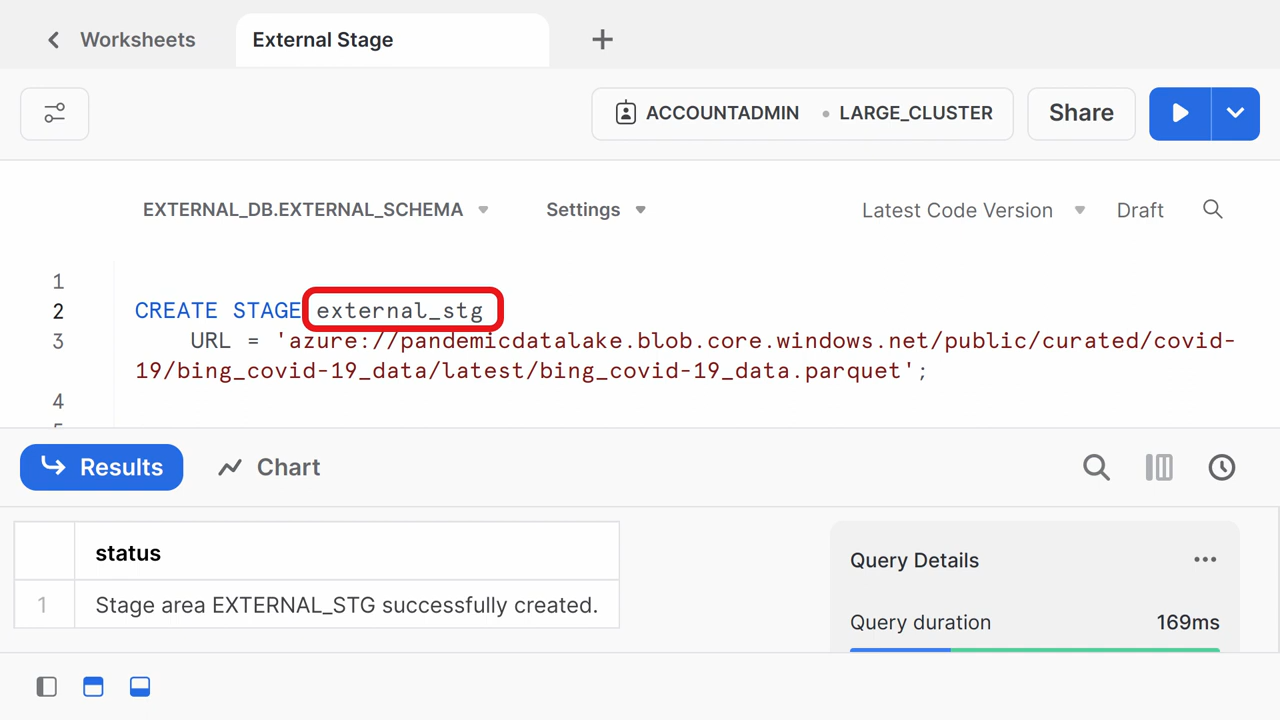 Worksheets
External Stage
ACCOUNTADMIN
LARGE_CLUSTER
Share
EXTERNAL_DB.EXTERNAL_SCHEMA
Settings
Latest Code Version
Draft
1
2 CREATE STAGE external_stg
3 URL = 'azure://pandemicdatalake.blob.core.windows.net/public/curated/covid-
19/bing_covid-19_data/latest/bing_covid-19_data.parquet';
4
Results
Chart
status
1 Stage area EXTERNAL_STG successfully created.
Query Details
Query duration 169ms